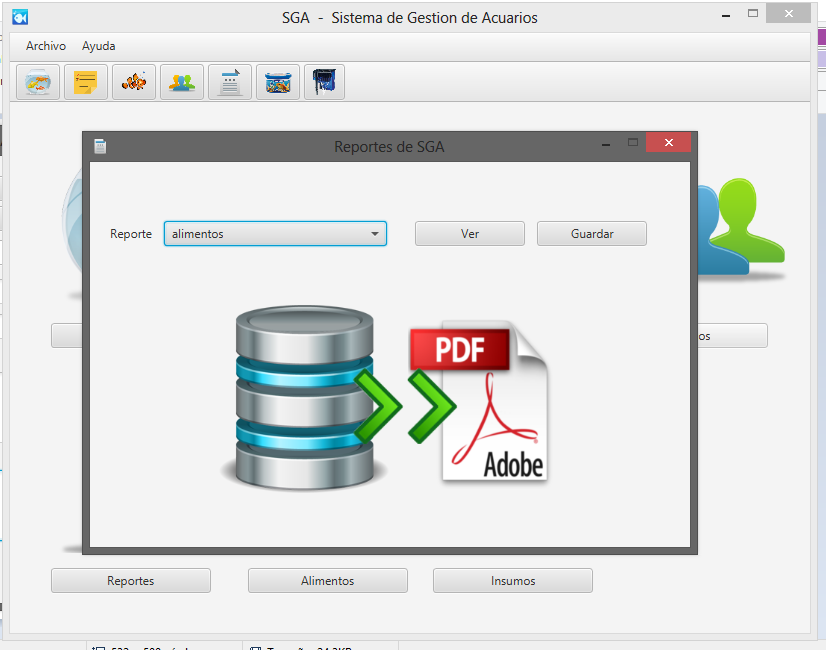 SGA - Sistema de Gestion de Acuarios
Archivo Ayuda
Reportes de SGA
Reporte alimentos Ver Guardar
PDF
Adobe
os
Reportes Alimentos Insumos